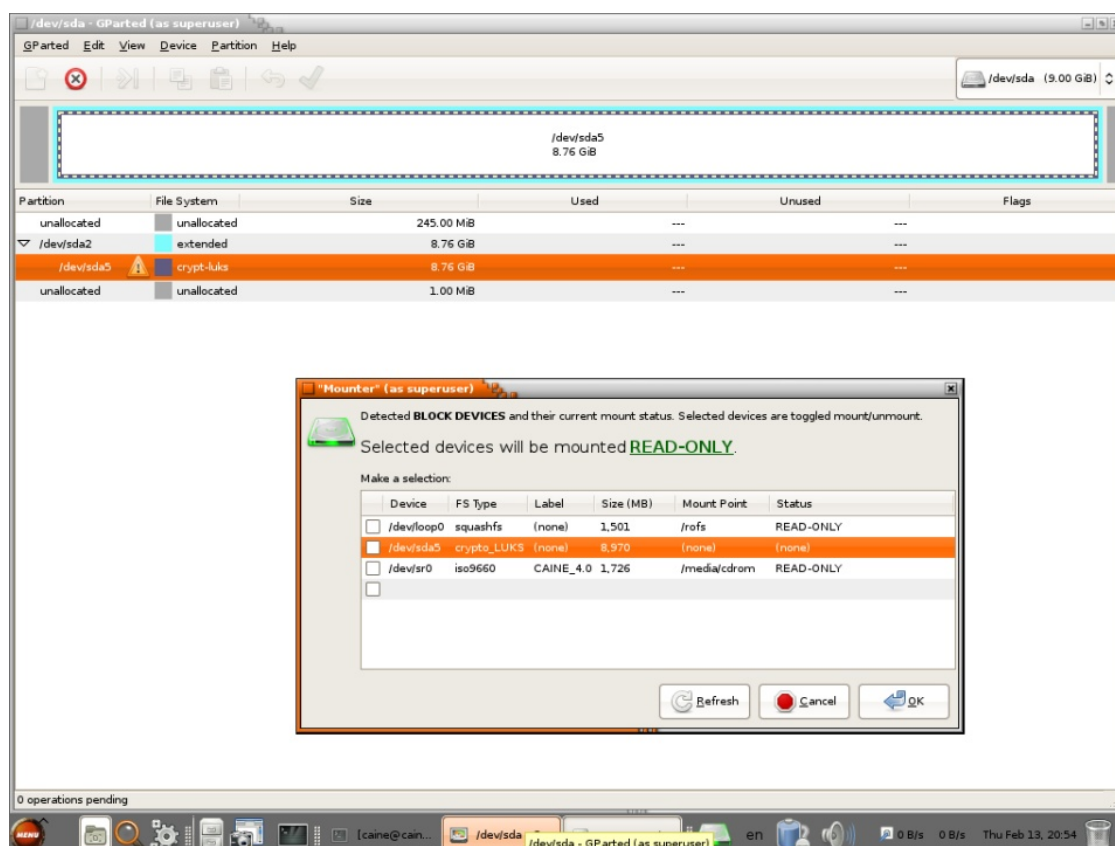 /dev/sda - GParted (as superuser)
GParted Edit View Device Partition Help
/dev/sda (9.00 GiB)
/dev/sda5
8.76 GiB
Partition File System Size Used Unused Flags
unallocated unallocated 245.00 MiB --- ---
/dev/sda2 extended 8.76 GiB --- ---
/dev/sda5 crypt-luks 8.76 GiB --- ---
unallocated unallocated 1.00 MiB --- ---
"Mounter" (as superuser)
Detected BLOCK DEVICES and their current mount status. Selected devices are toggled mount/unmount.
Selected devices will be mounted READ-ONLY.
Make a selection:
Device FS Type Label Size (MB) Mount Point Status
/dev/loop0 squashfs (none) 1,501 /rofs READ-ONLY
/dev/sda5 crypto_LUKS (none) 8,970 (none) (none)
/dev/sr0 iso9660 CAINE_4.0 1,726 /media/cdrom READ-ONLY
Refresh Cancel OK
0 operations pending
MENU [caine@cain... /dev/sda en 0 B/s 0 B/s Thu Feb 13, 20:54
/dev/sda - GParted (as superuser)